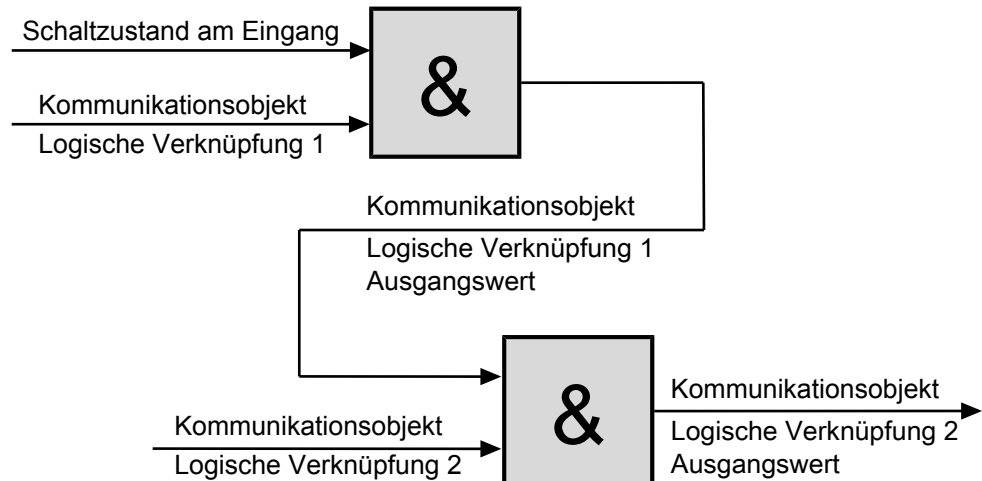 Schaltzustand am Eingang
&
Kommunikationsobjekt
Logische Verknüpfung 1
Kommunikationsobjekt
Logische Verknüpfung 1
Ausgangswert
&
Kommunikationsobjekt
Logische Verknüpfung 2
Kommunikationsobjekt
Logische Verknüpfung 2
Ausgangswert